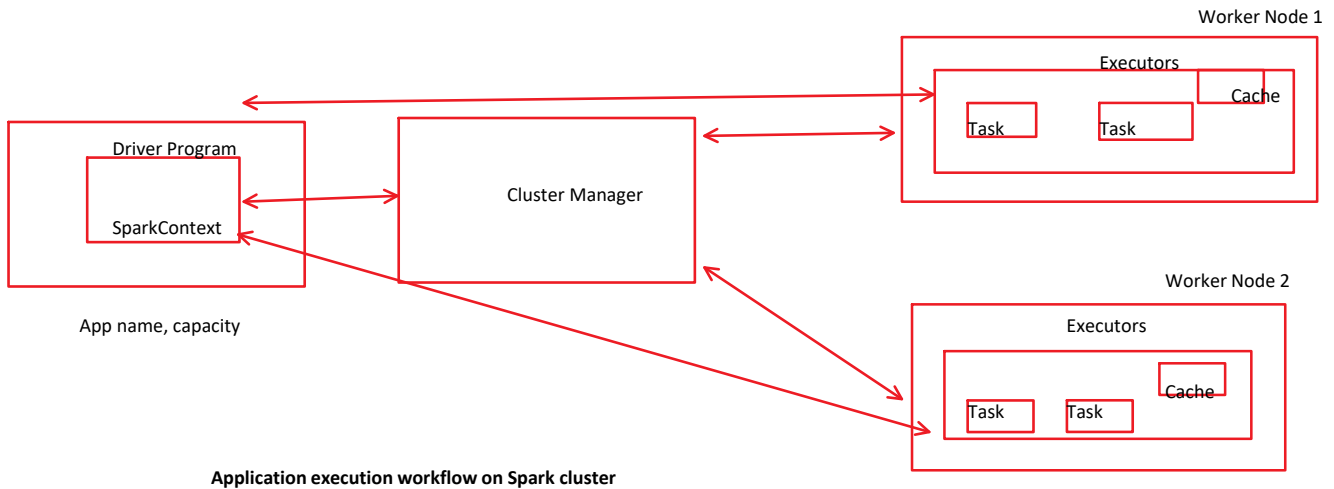 Worker Node 1
Executors
Cache
Task
Task
Driver Program
SparkContext
Cluster Manager
App name, capacity
Worker Node 2
Executors
Cache
Task
Task
Application execution workflow on Spark cluster